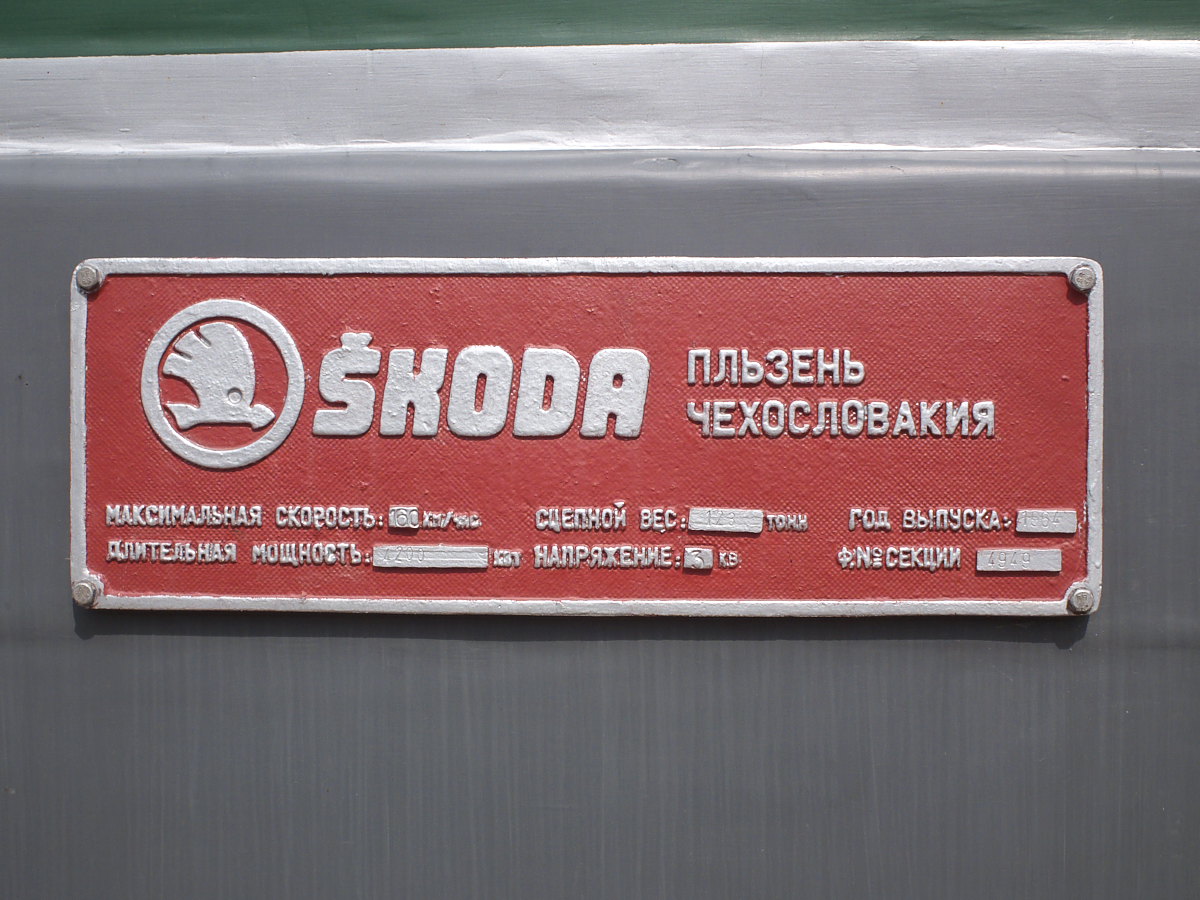 ŠKODA
ПЛЬЗЕНЬ
ЧЕХОСЛОВАКИЯ
МАКСИМАЛЬНАЯ СКОРОСТЬ: 160 КМ/ЧАС. СЦЕПНОЙ ВЕС: ТОНН ГОД ВЫПУСКА:
ДЛИТЕЛЬНАЯ МОЩНОСТЬ: 4200 КВТ НАПРЯЖЕНИЕ: 3 КВ. Ф.№ СЕКЦИИ 4949